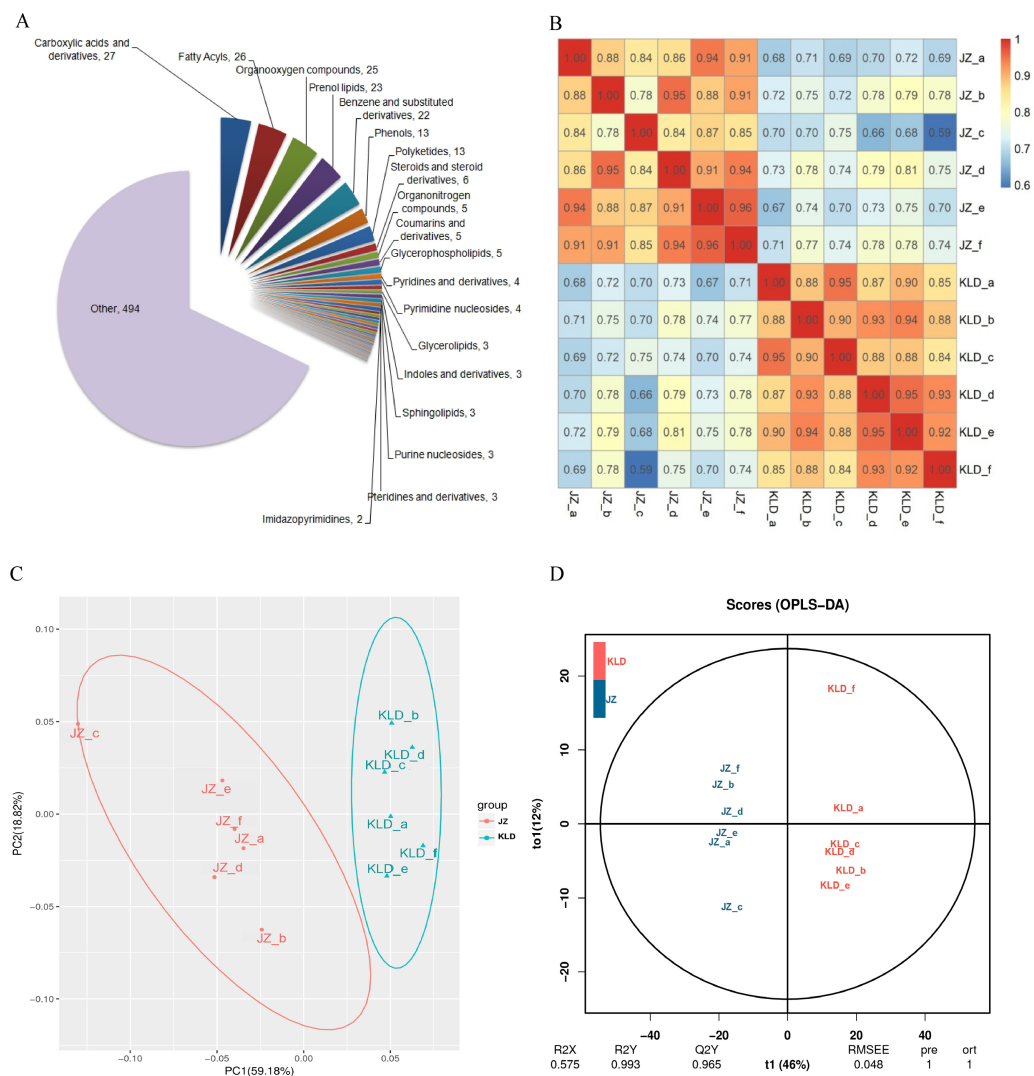 A
Carboxylic acids and
derivatives, 27
Fatty Acyls, 26
Organooxygen compounds, 25
Prenol lipids, 23
Benzene and substituted
derivatives, 22
Phenols, 13
Polyketides, 13
Steroids and steroid
derivatives, 6
Organonitrogen
compounds, 5
Coumarins and
derivatives, 5
Glycerophospholipids, 5
Pyridines and derivatives, 4
Pyrimidine nucleosides, 4
Glycerolipids, 3
Indoles and derivatives, 3
Sphingolipids, 3
Purine nucleosides, 3
Pteridines and derivatives, 3
Imidazopyrimidines, 2
Other, 494
B
1.00 0.88 0.84 0.86 0.94 0.91 0.68 0.71 0.69 0.70 0.72 0.69 JZ_a
0.88 1.00 0.78 0.95 0.88 0.91 0.72 0.75 0.72 0.78 0.79 0.78 JZ_b
0.84 0.78 1.00 0.84 0.87 0.85 0.70 0.70 0.75 0.66 0.68 0.59 JZ_c
0.86 0.95 0.84 1.00 0.91 0.94 0.73 0.78 0.74 0.79 0.81 0.75 JZ_d
0.94 0.88 0.87 0.91 1.00 0.96 0.67 0.74 0.70 0.73 0.75 0.70 JZ_e
0.91 0.91 0.85 0.94 0.96 1.00 0.71 0.77 0.74 0.78 0.78 0.74 JZ_f
0.68 0.72 0.70 0.73 0.67 0.71 1.00 0.88 0.95 0.87 0.90 0.85 KLD_a
0.71 0.75 0.70 0.78 0.74 0.77 0.88 1.00 0.90 0.93 0.94 0.88 KLD_b
0.69 0.72 0.75 0.74 0.70 0.74 0.95 0.90 1.00 0.88 0.88 0.84 KLD_c
0.70 0.78 0.66 0.79 0.73 0.78 0.87 0.93 0.88 1.00 0.95 0.93 KLD_d
0.72 0.79 0.68 0.81 0.75 0.78 0.90 0.94 0.88 0.95 1.00 0.92 KLD_e
0.69 0.78 0.59 0.75 0.70 0.74 0.85 0.88 0.84 0.93 0.92 1.00 KLD_f
JZ_a JZ_b JZ_c JZ_d JZ_e JZ_f KLD_a KLD_b KLD_c KLD_d KLD_e KLD_f
1
0.9
0.8
0.7
0.6
C
PC2(18.82%)
0.10
0.05
0.00
−0.05
−0.10
JZ_c
JZ_e
JZ_f
JZ_a
JZ_d
JZ_b
KLD_b
KLD_d
KLD_c
KLD_a
KLD_f
KLD_e
group
JZ
KLD
−0.10 −0.05 0.00 0.05
PC1(59.18%)
D
Scores (OPLS−DA)
KLD
JZ
to1(12%)
20
10
0
−10
−20
KLD_f
JZ_f
JZ_b
KLD_a
JZ_d
JZ_e
JZ_a
KLD_c
KLD_d
KLD_b
KLD_e
JZ_c
−40 −20 0 20 40
R2X R2Y Q2Y RMSEE pre ort
0.575 0.993 0.965 t1 (46%) 0.048 1 1